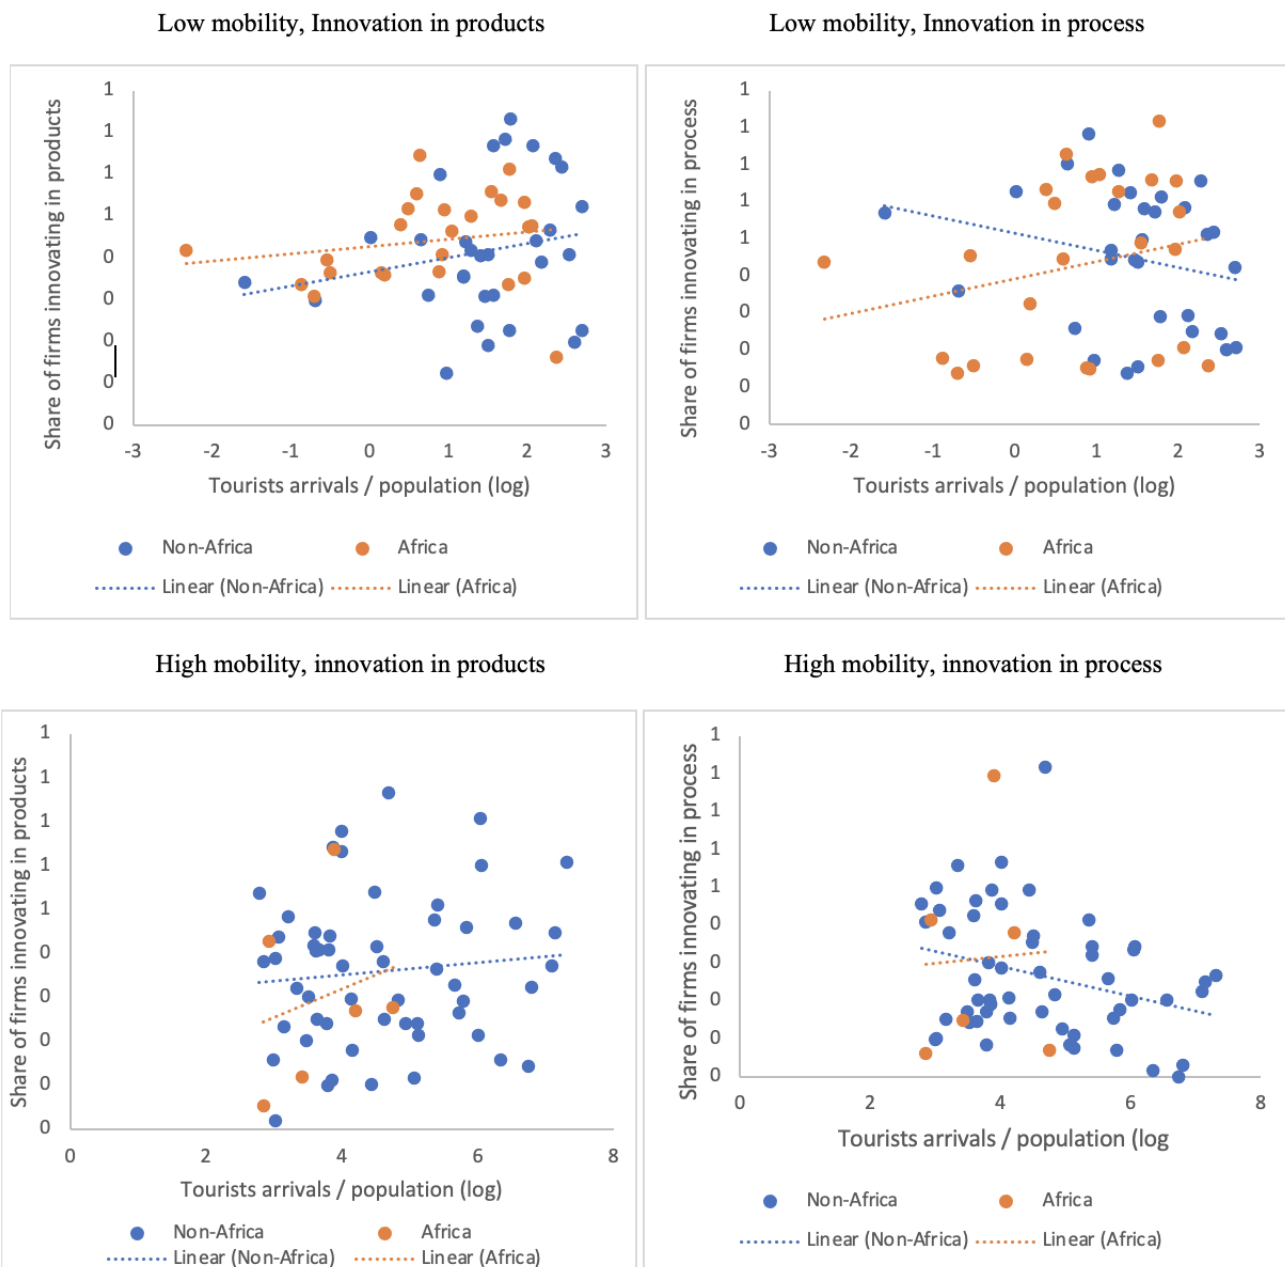 Low mobility, Innovation in products
Low mobility, Innovation in process
Share of firms innovating in products
1
1
1
1
0
0
0
0
0
-3 -2 -1 0 1 2 3
Tourists arrivals / population (log)
Non-Africa Africa
Linear (Non-Africa) Linear (Africa)
Share of firms innovating in process
1
1
1
1
1
0
0
0
0
0
-3 -2 -1 0 1 2 3
Tourists arrivals / population (log)
Non-Africa Africa
Linear (Non-Africa) Linear (Africa)
High mobility, innovation in products
High mobility, innovation in process
Share of firms innovating in products
1
1
1
1
1
0
0
0
0
0
0 2 4 6 8
Tourists arrivals / population (log)
Non-Africa Africa
Linear (Non-Africa) Linear (Africa)
Share of firms innovating in process
1
1
1
1
1
0
0
0
0
0
0 2 4 6 8
Tourists arrivals / population (log
Non-Africa Africa
Linear (Non-Africa) Linear (Africa)